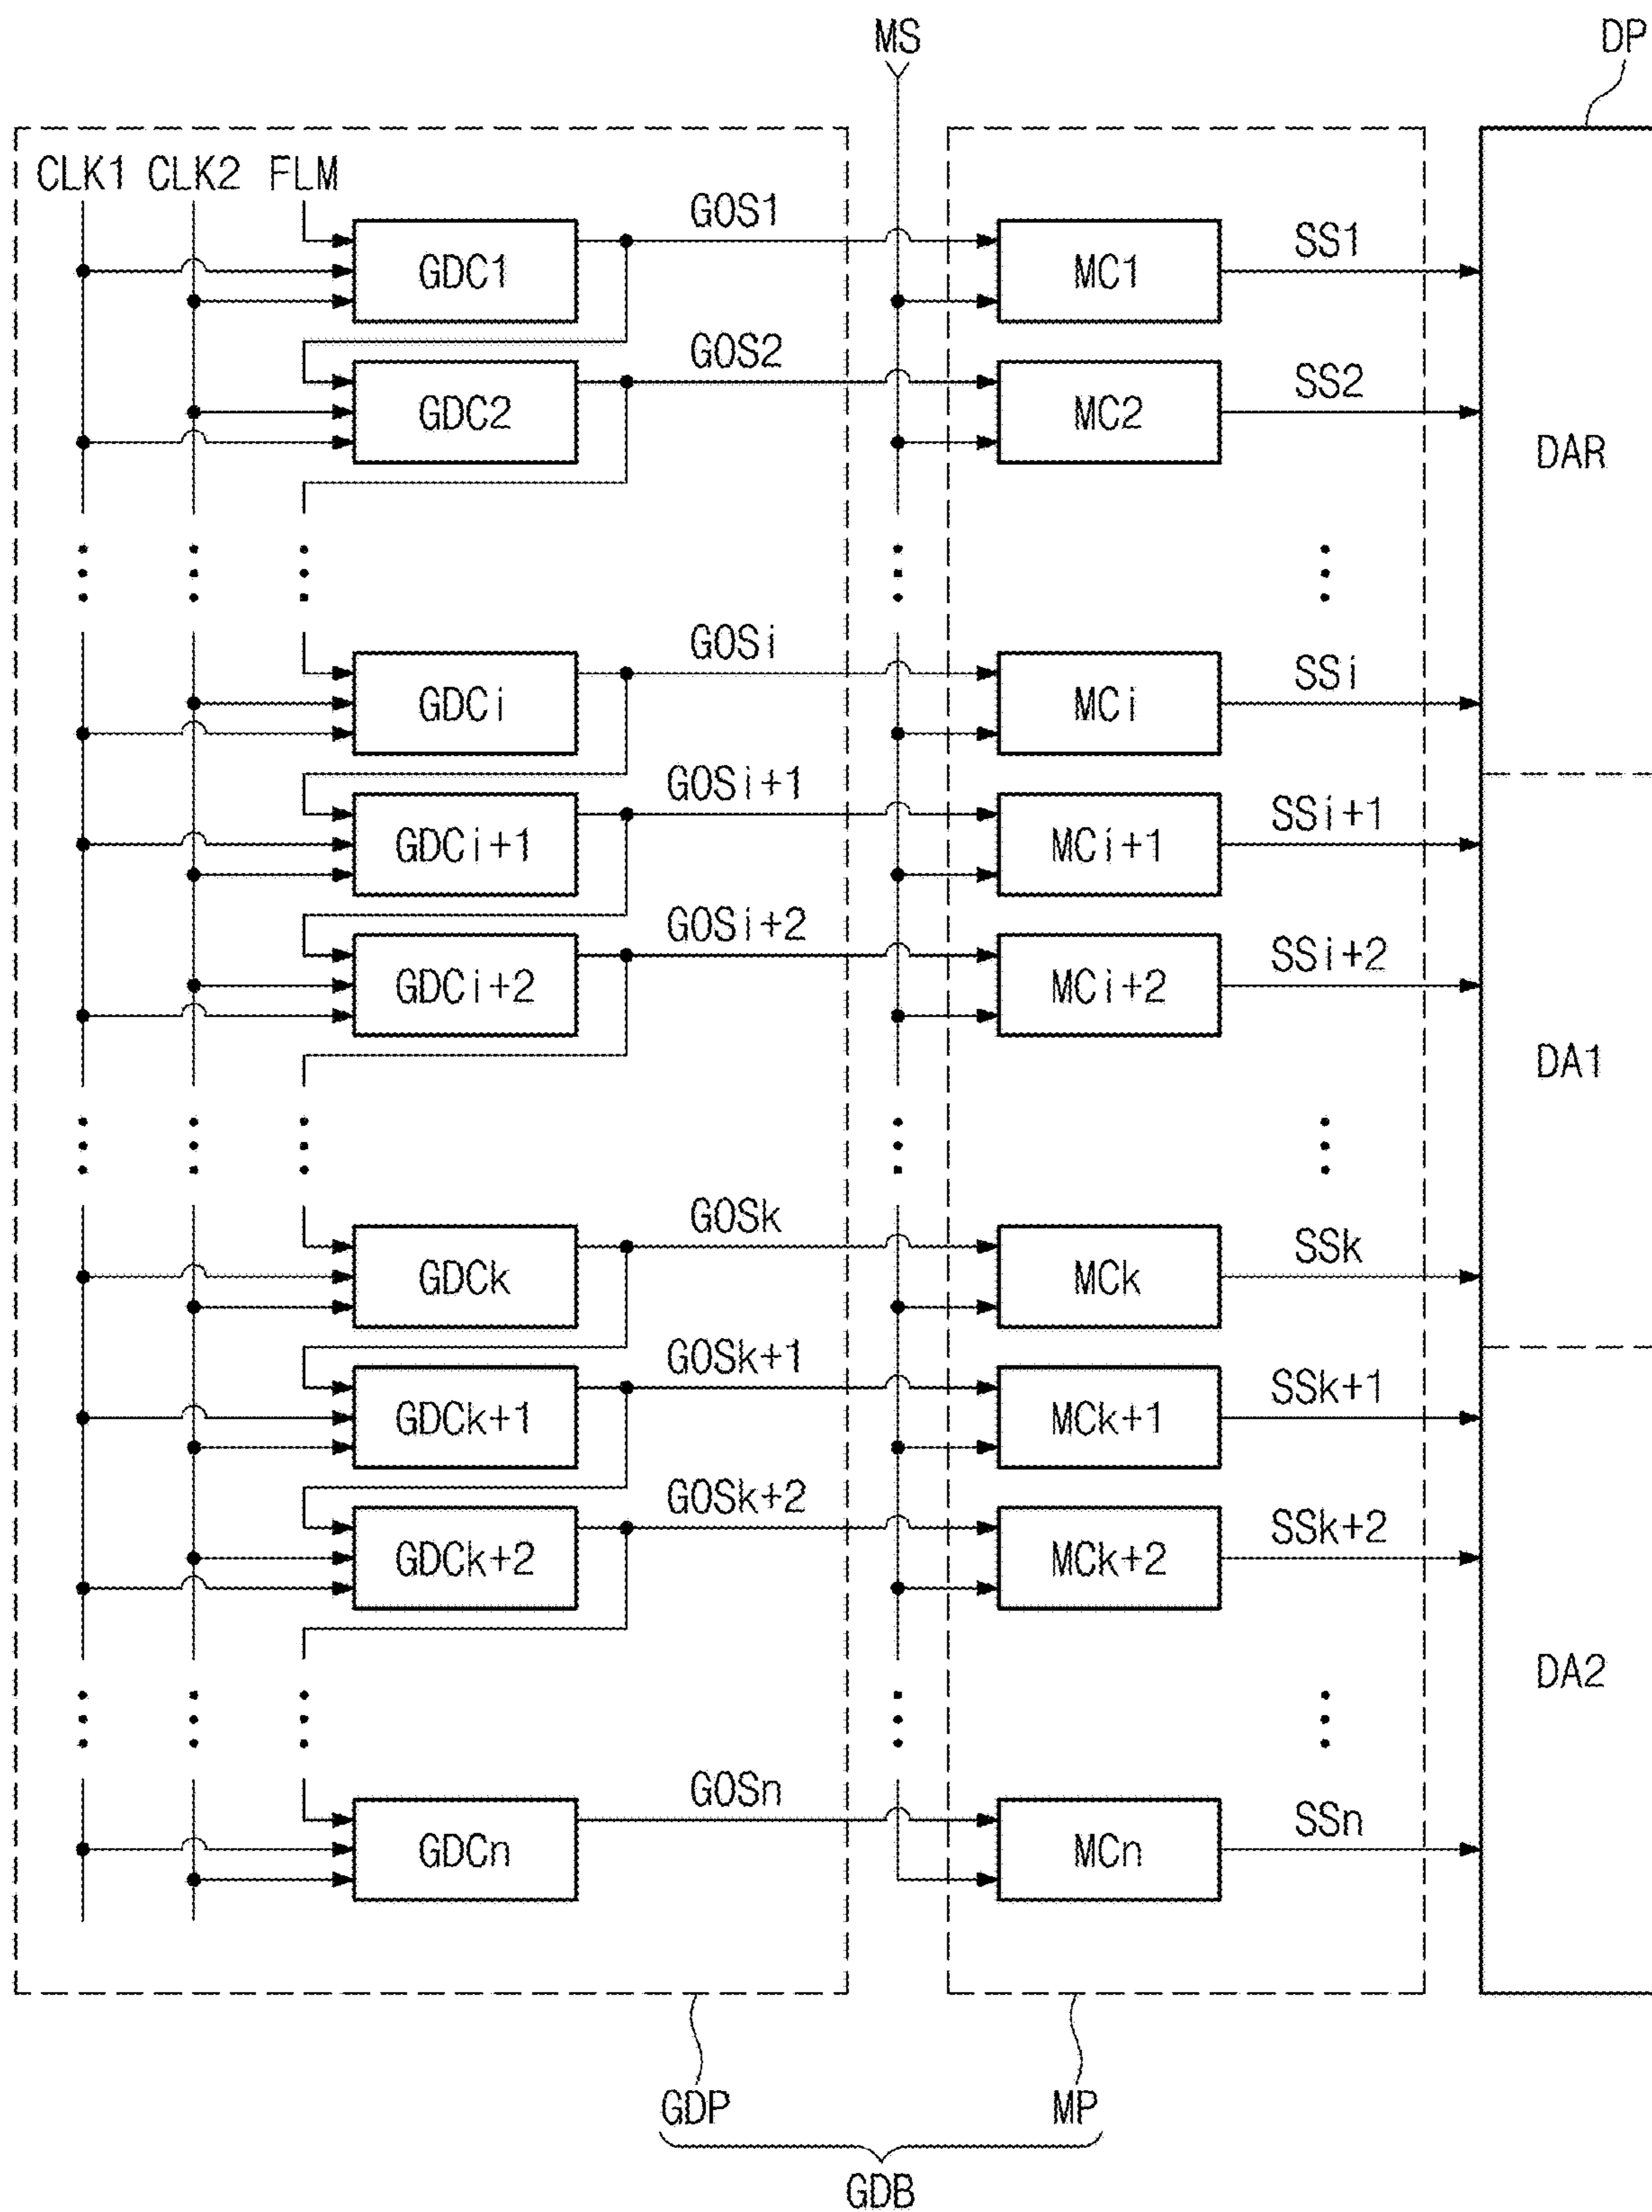 MS
DP
CLK1 CLK2 FLM
GDC1
GOS1
MC1
SS1
GDC2
GOS2
MC2
SS2
DAR
GDCi
GOSi
MCi
SSi
GDCi+1
GOSi+1
MCi+1
SSi+1
GDCi+2
GOSi+2
MCi+2
SSi+2
DA1
GDCk
GOSk
MCk
SSk
GDCk+1
GOSk+1
MCk+1
SSk+1
GDCk+2
GOSk+2
MCk+2
SSk+2
DA2
GDCn
GOSn
MCn
SSn
GDP
MP
GDB